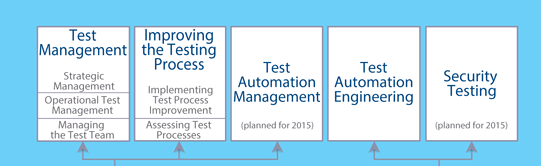 Test
Management
Strategic
Management
Operational Test
Management
Managing
the Test Team
Improving
the Testing
Process
Implementing
Test Process
Improvement
Assessing Test
Processes
Test
Automation
Management
(planned for 2015)
Test
Automation
Engineering
Security
Testing
(planned for 2015)